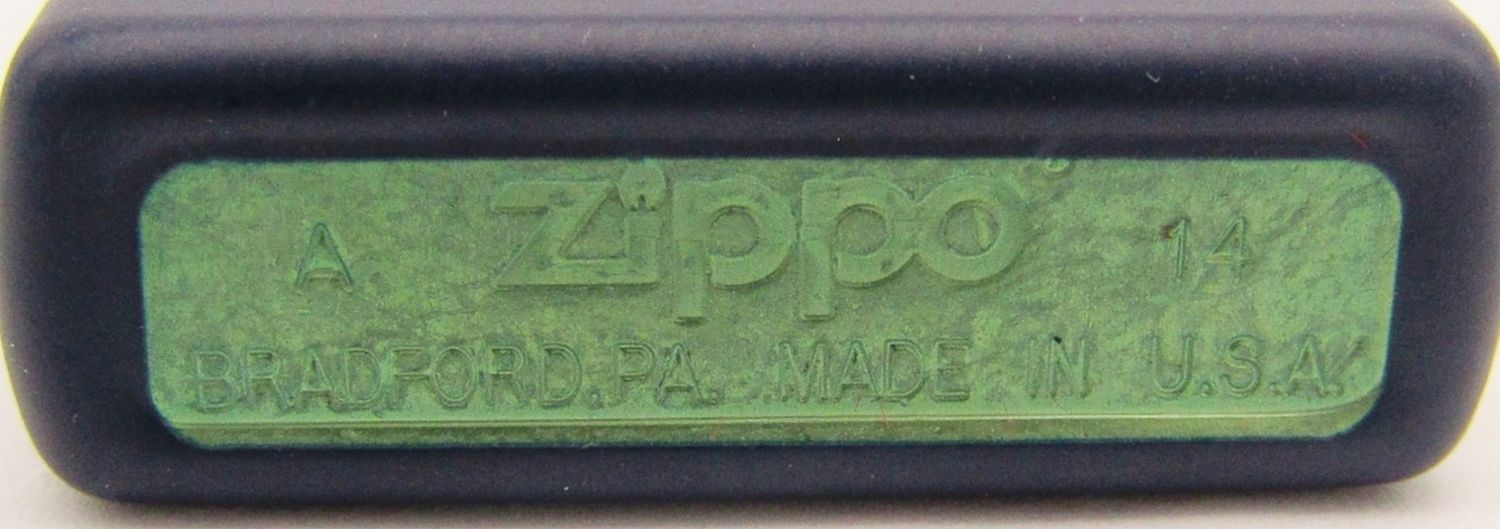 A Zippo® 14
BRADFORD.PA. MADE IN U.S.A.